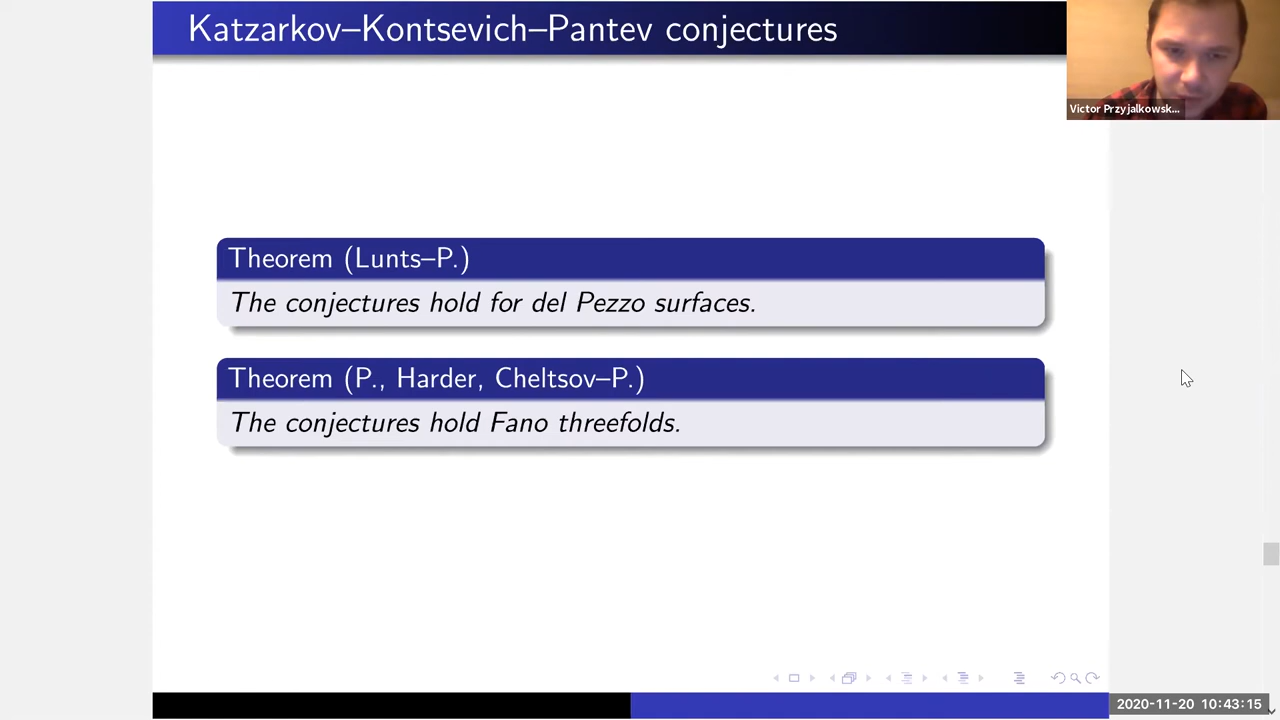 Katzarkov–Kontsevich–Pantev conjectures
Victor Przyjalkowsk...
Theorem (Lunts–P.)
The conjectures hold for del Pezzo surfaces.
Theorem (P., Harder, Cheltsov–P.)
The conjectures hold Fano threefolds.
2020-11-20 10:43:15